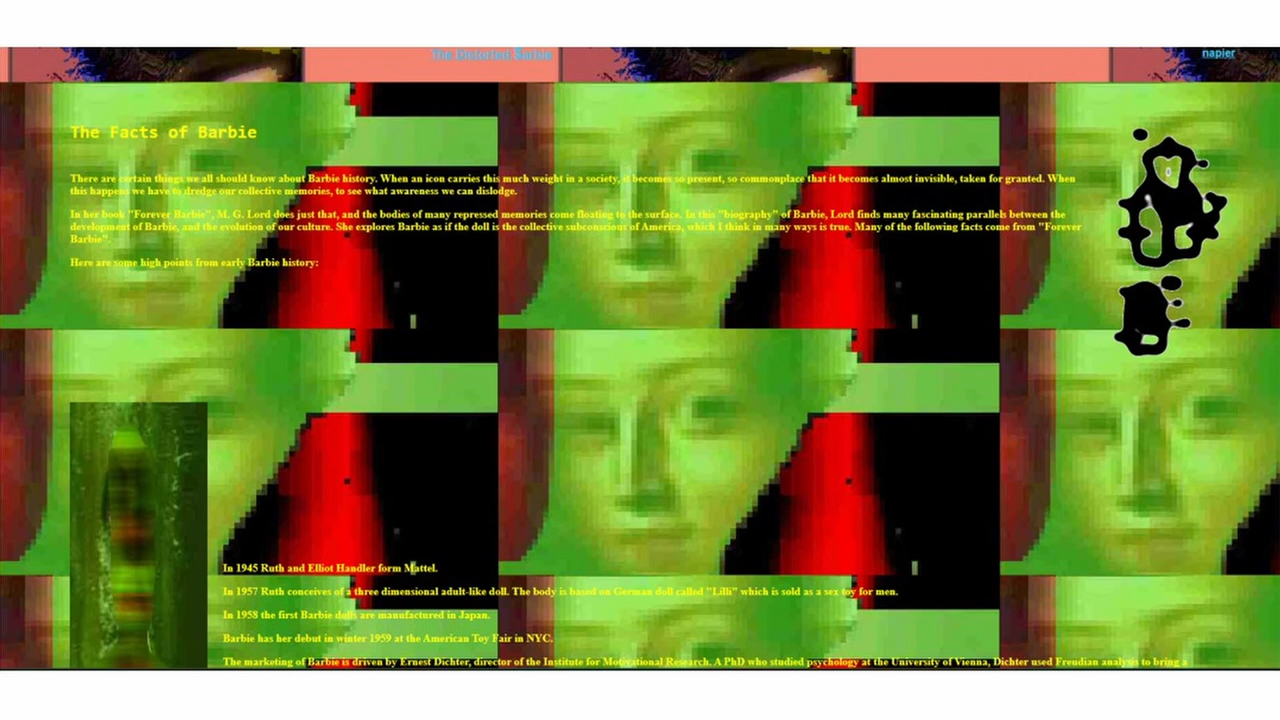 The Distorted Barbie
napier
The Facts of Barbie
There are certain things we all should know about Barbie history. When an icon carries this much weight in a society, it becomes so present, so commonplace that it becomes almost invisible, taken for granted. When
this happens we have to dredge our collective memories, to see what awareness we can dislodge.
In her book "Forever Barbie", M. G. Lord does just that, and the bodies of many repressed memories come floating to the surface. In this "biography" of Barbie, Lord finds many fascinating parallels between the
development of Barbie, and the evolution of our culture. She explores Barbie as if the doll is the collective subconscious of America, which I think in many ways is true. Many of the following facts come from "Forever
Barbie".
Here are some high points from early Barbie history:
In 1945 Ruth and Elliot Handler form Mattel.
In 1957 Ruth conceives of a three dimensional adult-like doll. The body is based on German doll called "Lilli" which is sold as a sex toy for men.
In 1958 the first Barbie dolls are manufactured in Japan.
Barbie has her debut in winter 1959 at the American Toy Fair in NYC.
The marketing of Barbie is driven by Ernest Dichter, director of the Institute for Motivational Research. A PhD who studied psychology at the University of Vienna, Dichter used Freudian analysis to bring a